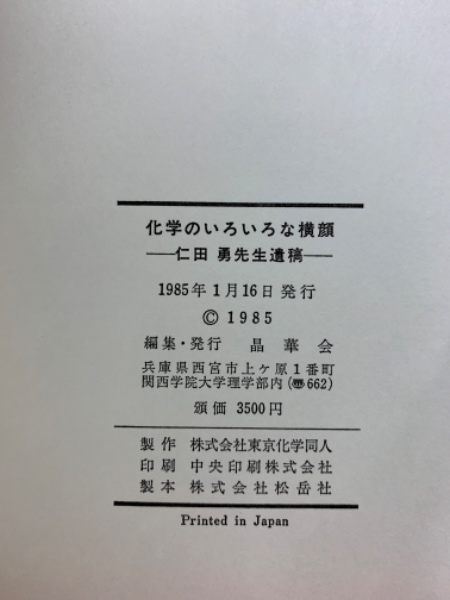 化学のいろいろな横顔
――仁田 勇先生遺稿――
1985年1月16日 発行
© 1985
編集・発行 晶華会
兵庫県西宮市上ケ原1番町
関西学院大学理学部内(〠662)
頒価 3500円
製作 株式会社東京化学同人
印刷 中央印刷株式会社
製本 株式会社松岳社
Printed in Japan